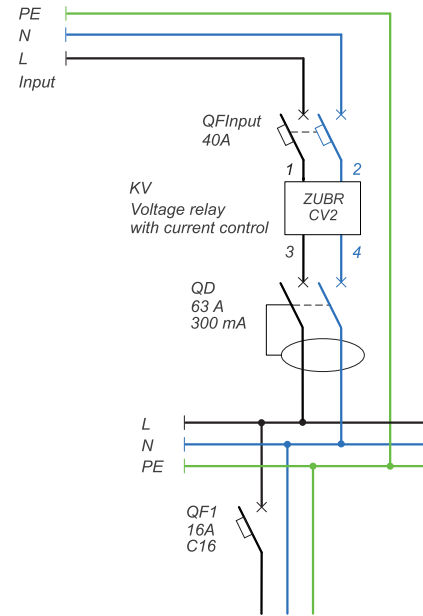 PE
N
L
Input
QFInput
40A
1
2
KV
Voltage relay
with current control
ZUBR
CV2
3
4
QD
63 A
300 mA
L
N
PE
QF1
16A
C16